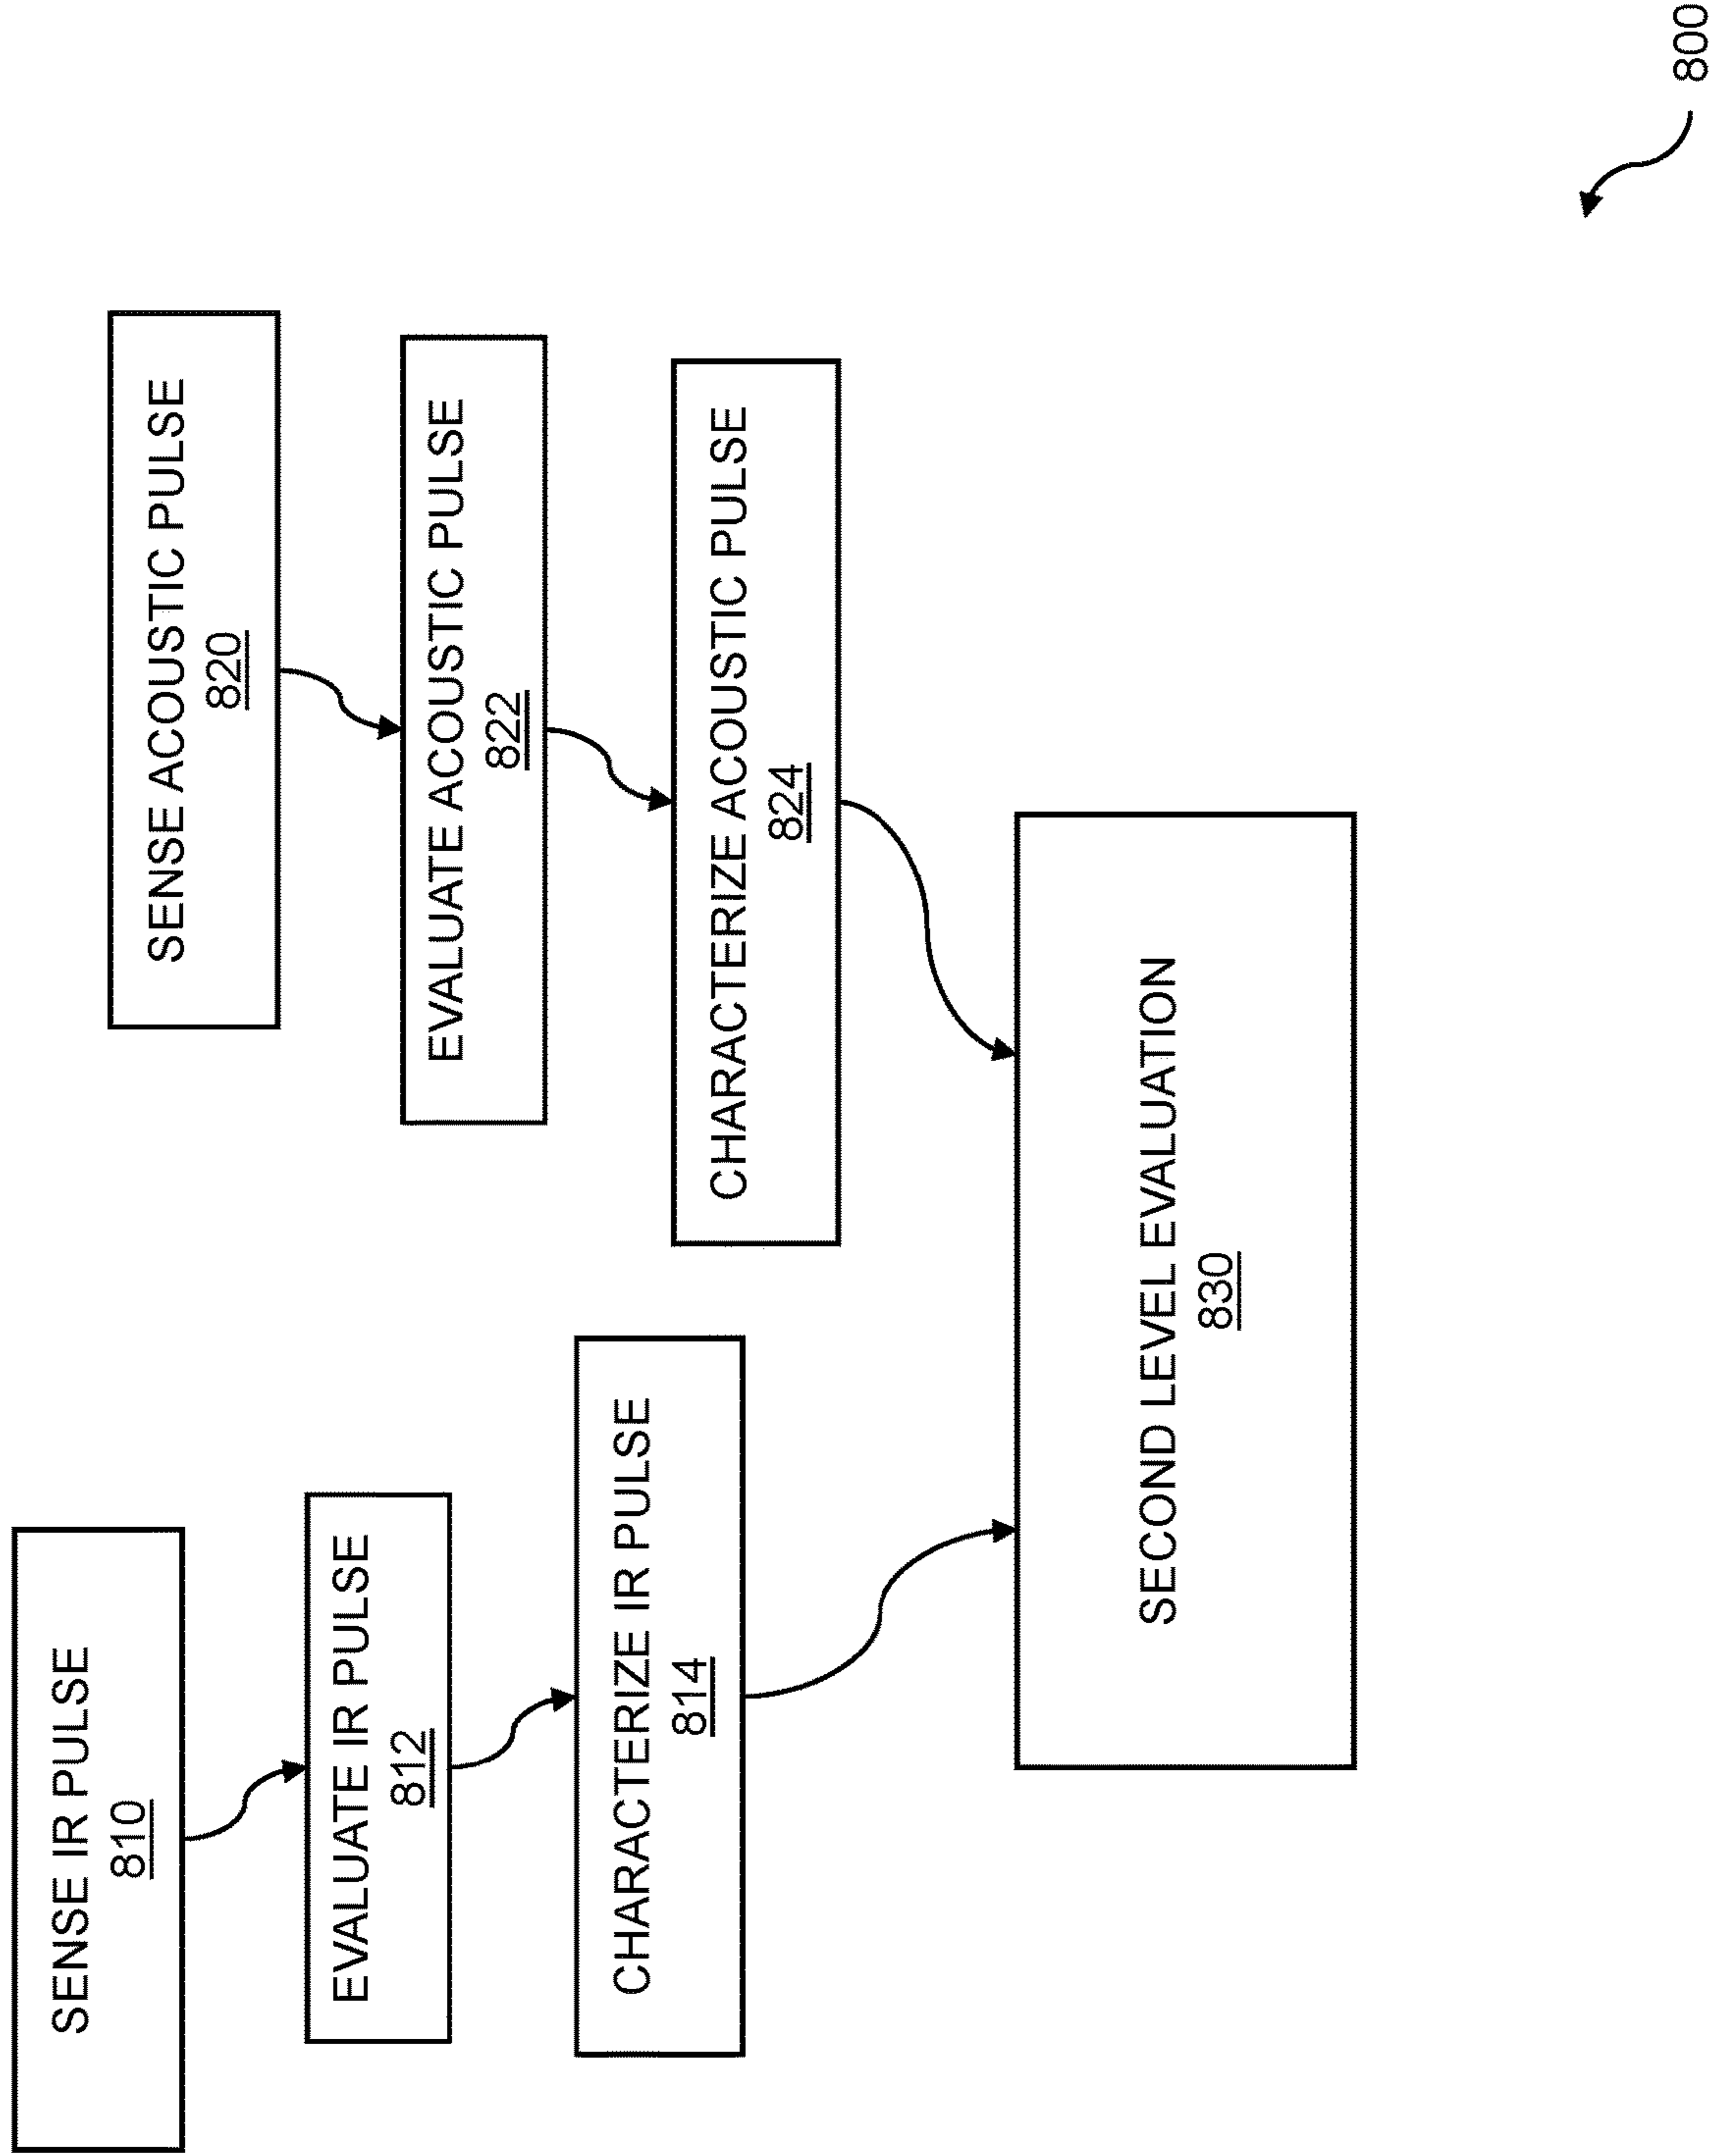 SENSE IR PULSE
810
EVALUATE IR PULSE
812
CHARACTERIZE IR PULSE
814
SENSE ACOUSTIC PULSE
820
EVALUATE ACOUSTIC PULSE
822
CHARACTERIZE ACOUSTIC PULSE
824
SECOND LEVEL EVALUATION
830
800